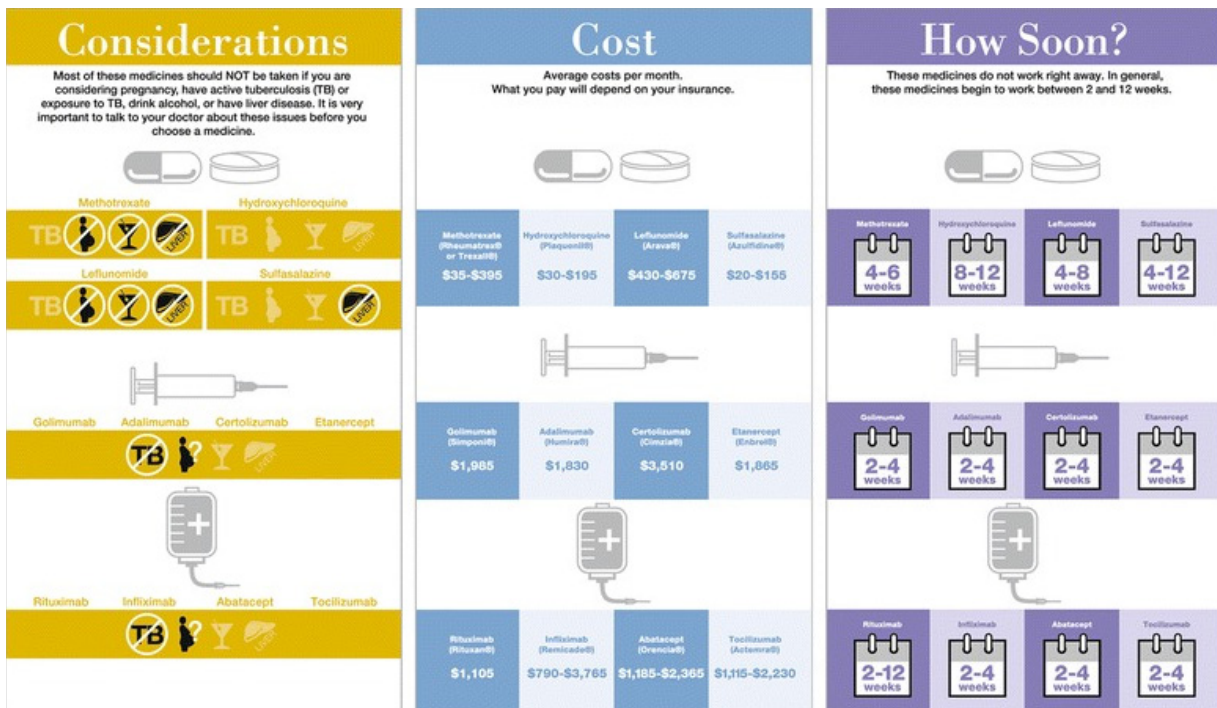 Considerations
Most of these medicines should NOT be taken if you are
considering pregnancy, have active tuberculosis (TB) or
exposure to TB, drink alcohol, or have liver disease. It is very
important to talk to your doctor about these issues before you
choose a medicine.
Methotrexate
Hydroxychloroquine
TB LIVER
TB LIVER
Leflunomide
Sulfasalazine
TB LIVER
TB LIVER
Golimumab Adalimumab Certolizumab Etanercept
TB ? LIVER
Rituximab Infliximab Abatacept Tocilizumab
TB ? LIVER
Cost
Average costs per month.
What you pay will depend on your insurance.
Methotrexate
(Rheumatrex®
or Trexall®)
$35-$395
Hydroxychloroquine
(Plaquenil®)
$30-$195
Leflunomide
(Arava®)
$430-$675
Sulfasalazine
(Azulfidine®)
$20-$155
Golimumab
(Simponi®)
$1,985
Adalimumab
(Humira®)
$1,830
Certolizumab
(Cimzia®)
$3,510
Etanercept
(Enbrel®)
$1,865
Rituximab
(Rituxan®)
$1,105
Infliximab
(Remicade®)
$790-$3,765
Abatacept
(Orencia®)
$1,185-$2,365
Tocilizumab
(Actemra®)
$1,115-$2,230
How Soon?
These medicines do not work right away. In general,
these medicines begin to work between 2 and 12 weeks.
Methotrexate
4-6
weeks
Hydroxychloroquine
8-12
weeks
Leflunomide
4-8
weeks
Sulfasalazine
4-12
weeks
Golimumab
2-4
weeks
Adalimumab
2-4
weeks
Certolizumab
2-4
weeks
Etanercept
2-4
weeks
Rituximab
2-12
weeks
Infliximab
2-4
weeks
Abatacept
2-4
weeks
Tocilizumab
2-4
weeks